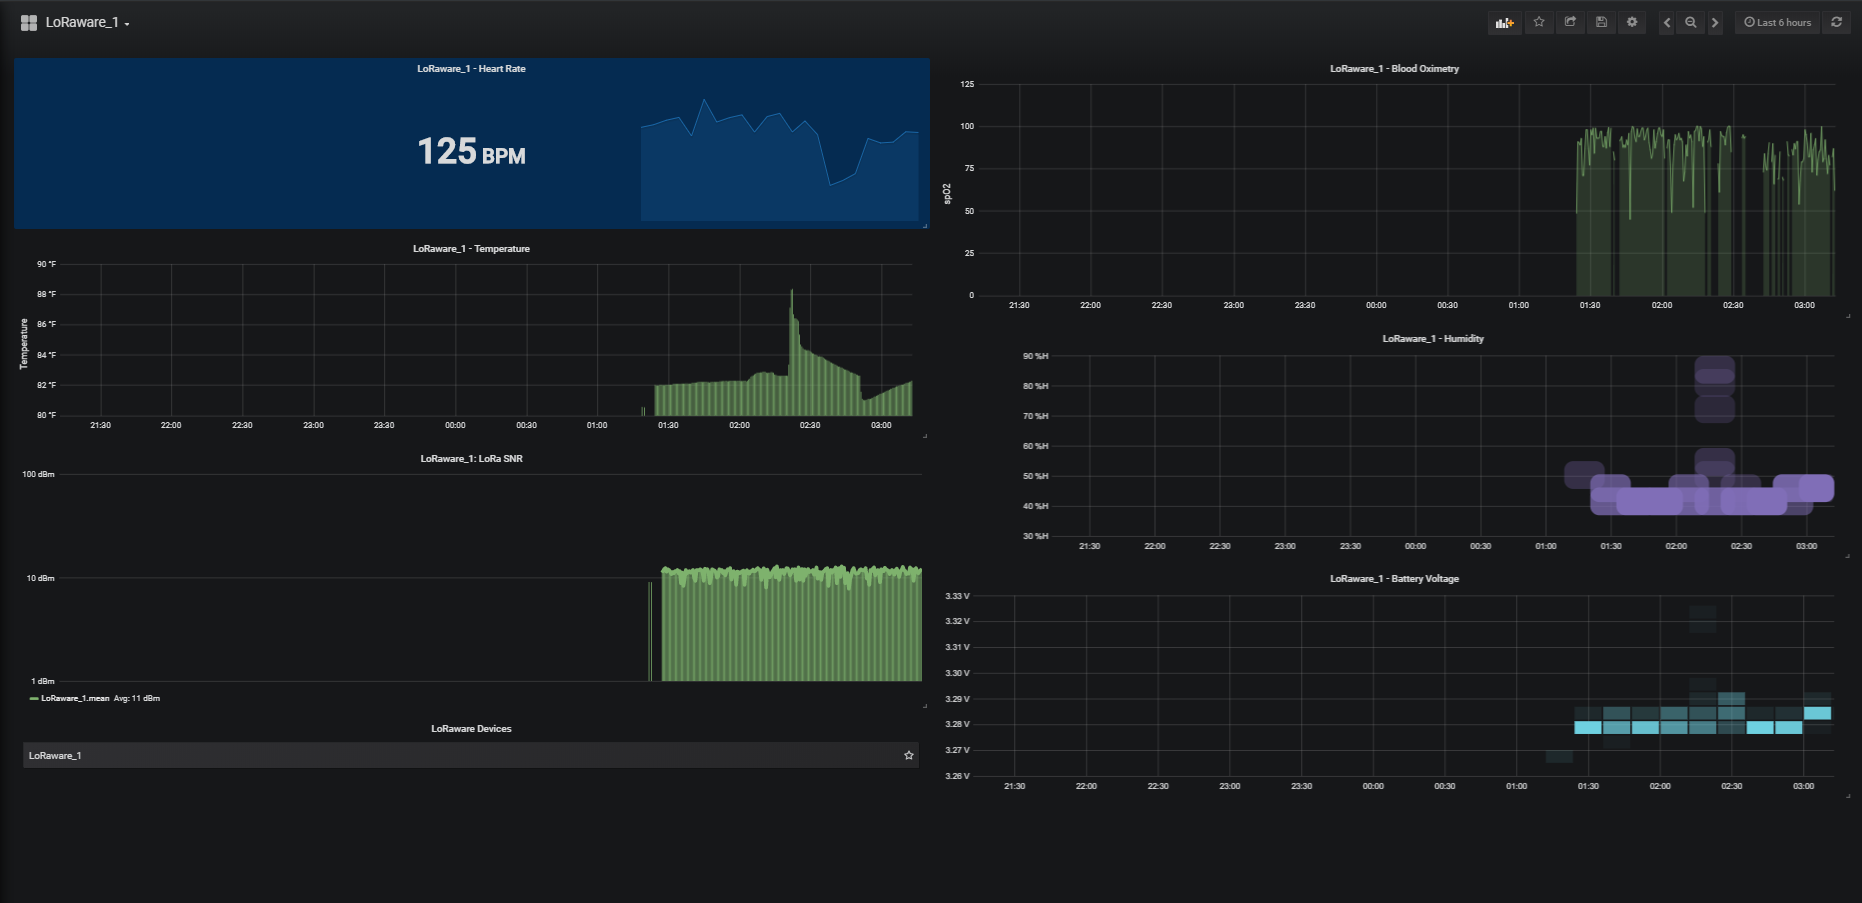 LoRaware_1
Last 6 hours
LoRaware_1 - Heart Rate
125 BPM
LoRaware_1 - Temperature
Temperature
90 °F
88 °F
86 °F
84 °F
82 °F
80 °F
21:30 22:00 22:30 23:00 23:30 00:00 00:30 01:00 01:30 02:00 02:30 03:00
LoRaware_1: LoRa SNR
100 dBm
10 dBm
1 dBm
LoRaware_1.mean Avg: 11 dBm
LoRaware Devices
LoRaware_1
LoRaware_1 - Blood Oximetry
spO2
125
100
75
50
25
0
21:30 22:00 22:30 23:00 23:30 00:00 00:30 01:00 01:30 02:00 02:30 03:00
LoRaware_1 - Humidity
90 %H
80 %H
70 %H
60 %H
50 %H
40 %H
30 %H
21:30 22:00 22:30 23:00 23:30 00:00 00:30 01:00 01:30 02:00 02:30 03:00
LoRaware_1 - Battery Voltage
3.33 V
3.32 V
3.31 V
3.30 V
3.29 V
3.28 V
3.27 V
3.26 V
21:30 22:00 22:30 23:00 23:30 00:00 00:30 01:00 01:30 02:00 02:30 03:00